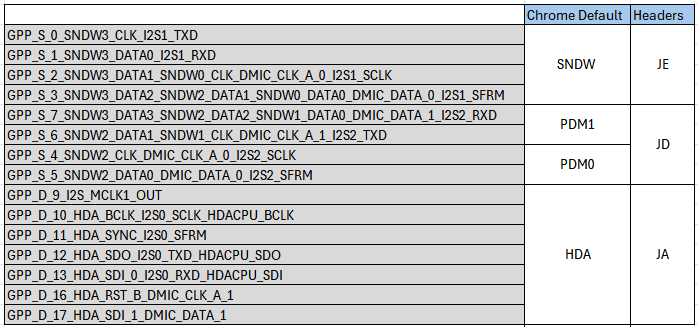 Chrome Default Headers
GPP_S_0_SNDW3_CLK_I2S1_TXD
GPP_S_1_SNDW3_DATA0_I2S1_RXD
GPP_S_2_SNDW3_DATA1_SNDW0_CLK_DMIC_CLK_A_0_I2S1_SCLK
GPP_S_3_SNDW3_DATA2_SNDW2_DATA1_SNDW0_DATA0_DMIC_DATA_0_I2S1_SFRM
SNDW JE
GPP_S_7_SNDW3_DATA3_SNDW2_DATA2_SNDW1_DATA0_DMIC_DATA_1_I2S2_RXD
GPP_S_6_SNDW2_DATA1_SNDW1_CLK_DMIC_CLK_A_1_I2S2_TXD
PDM1
GPP_S_4_SNDW2_CLK_DMIC_CLK_A_0_I2S2_SCLK
GPP_S_5_SNDW2_DATA0_DMIC_DATA_0_I2S2_SFRM
PDM0
JD
GPP_D_9_I2S_MCLK1_OUT
GPP_D_10_HDA_BCLK_I2S0_SCLK_HDACPU_BCLK
GPP_D_11_HDA_SYNC_I2S0_SFRM
GPP_D_12_HDA_SDO_I2S0_TXD_HDACPU_SDO
GPP_D_13_HDA_SDI_0_I2S0_RXD_HDACPU_SDI
GPP_D_16_HDA_RST_B_DMIC_CLK_A_1
GPP_D_17_HDA_SDI_1_DMIC_DATA_1
HDA JA